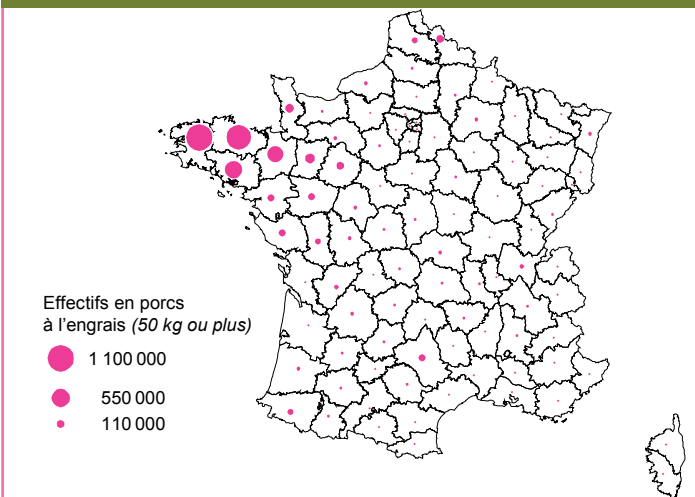 Effectifs en porcs
à l’engrais (50 kg ou plus)
1 100 000
550 000
110 000